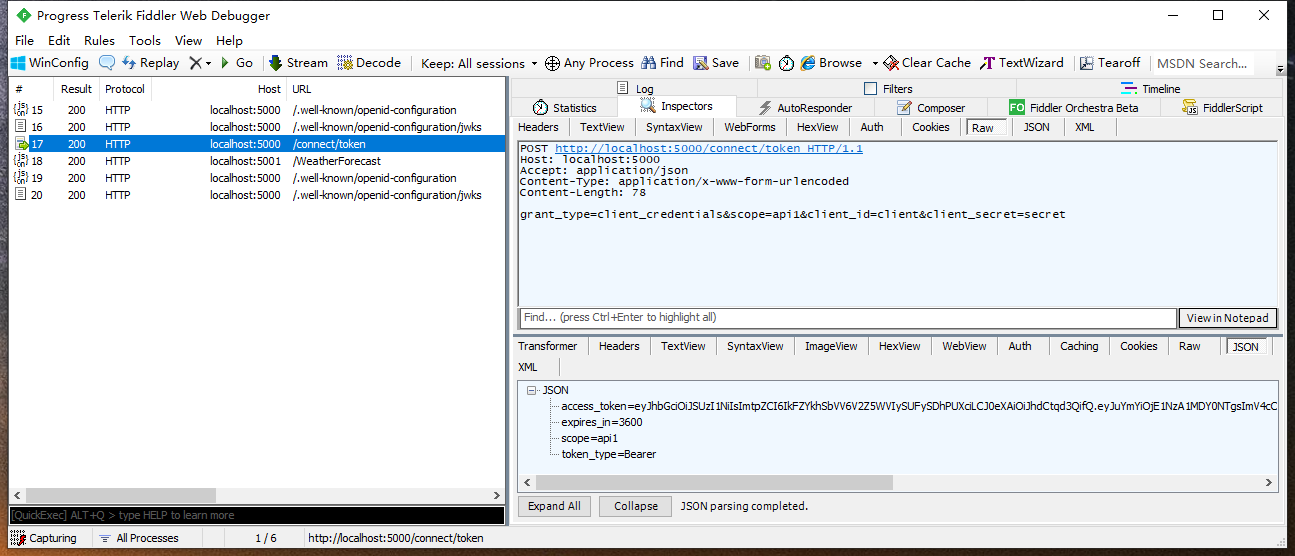 Progress Telerik Fiddler Web Debugger
File Edit Rules Tools View Help
WinConfig Replay Go Stream Decode Keep: All sessions Any Process Find Save Browse Clear Cache TextWizard Tearoff MSDN Search...
# Result Protocol Host URL
15 200 HTTP localhost:5000 /.well-known/openid-configuration
16 200 HTTP localhost:5000 /.well-known/openid-configuration/jwks
17 200 HTTP localhost:5000 /connect/token
18 200 HTTP localhost:5001 /WeatherForecast
19 200 HTTP localhost:5000 /.well-known/openid-configuration
20 200 HTTP localhost:5000 /.well-known/openid-configuration/jwks
[QuickExec] ALT+Q > type HELP to learn more
Log Filters Timeline
Statistics Inspectors AutoResponder Composer FO Fiddler Orchestra Beta FiddlerScript
Headers TextView SyntaxView WebForms HexView Auth Cookies Raw JSON XML
POST http://localhost:5000/connect/token HTTP/1.1
Host: localhost:5000
Accept: application/json
Content-Type: application/x-www-form-urlencoded
Content-Length: 78
grant_type=client_credentials&scope=api1&client_id=client&client_secret=secret
Find... (press Ctrl+Enter to highlight all) View in Notepad
Transformer Headers TextView SyntaxView ImageView HexView WebView Auth Caching Cookies Raw JSON
XML
JSON
access_token=eyJhbGciOiJSUzI1NiIsImtpZCI6IkFZYkhSbVV6V2Z5WVIySUFySDhPUXciLCJ0eXAiOiJhdCtqd3QifQ.eyJuYmYiOjE1NzA1MDY0NTgsImV4cC
expires_in=3600
scope=api1
token_type=Bearer
Expand All Collapse JSON parsing completed.
Capturing All Processes 1 / 6 http://localhost:5000/connect/token